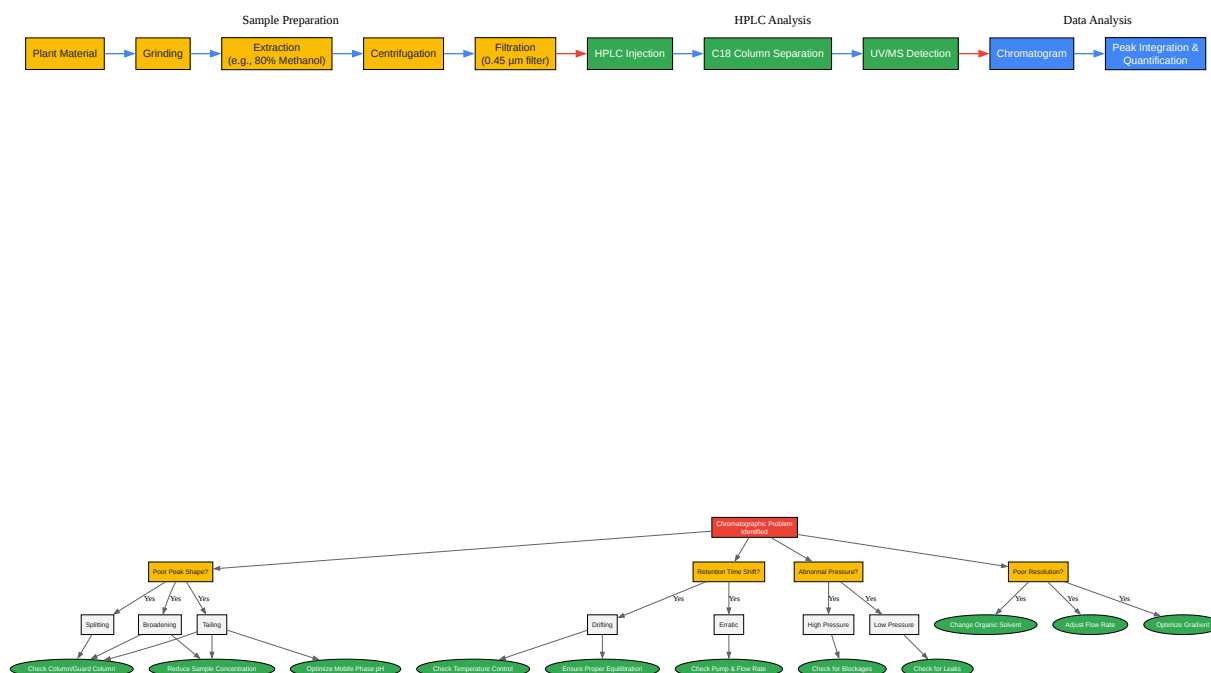 Sample Preparation
HPLC Analysis
Data Analysis
Plant Material
Grinding
Extraction
(e.g., 80% Methanol)
Centrifugation
Filtration
(0.45 µm filter)
HPLC Injection
C18 Column Separation
UV/MS Detection
Chromatogram
Peak Integration &
Quantification
Chromatographic Problem
Identified
Poor Peak Shape?
Retention Time Shift?
Abnormal Pressure?
Poor Resolution?
Yes
Yes
Yes
Yes
Yes
Yes
Yes
Yes
Yes
Yes
Splitting
Broadening
Tailing
Drifting
Erratic
High Pressure
Low Pressure
Change Organic Solvent
Adjust Flow Rate
Optimize Gradient
Check Column/Guard Column
Reduce Sample Concentration
Optimize Mobile Phase pH
Check Temperature Control
Ensure Proper Equilibration
Check Pump & Flow Rate
Check for Blockages
Check for Leaks